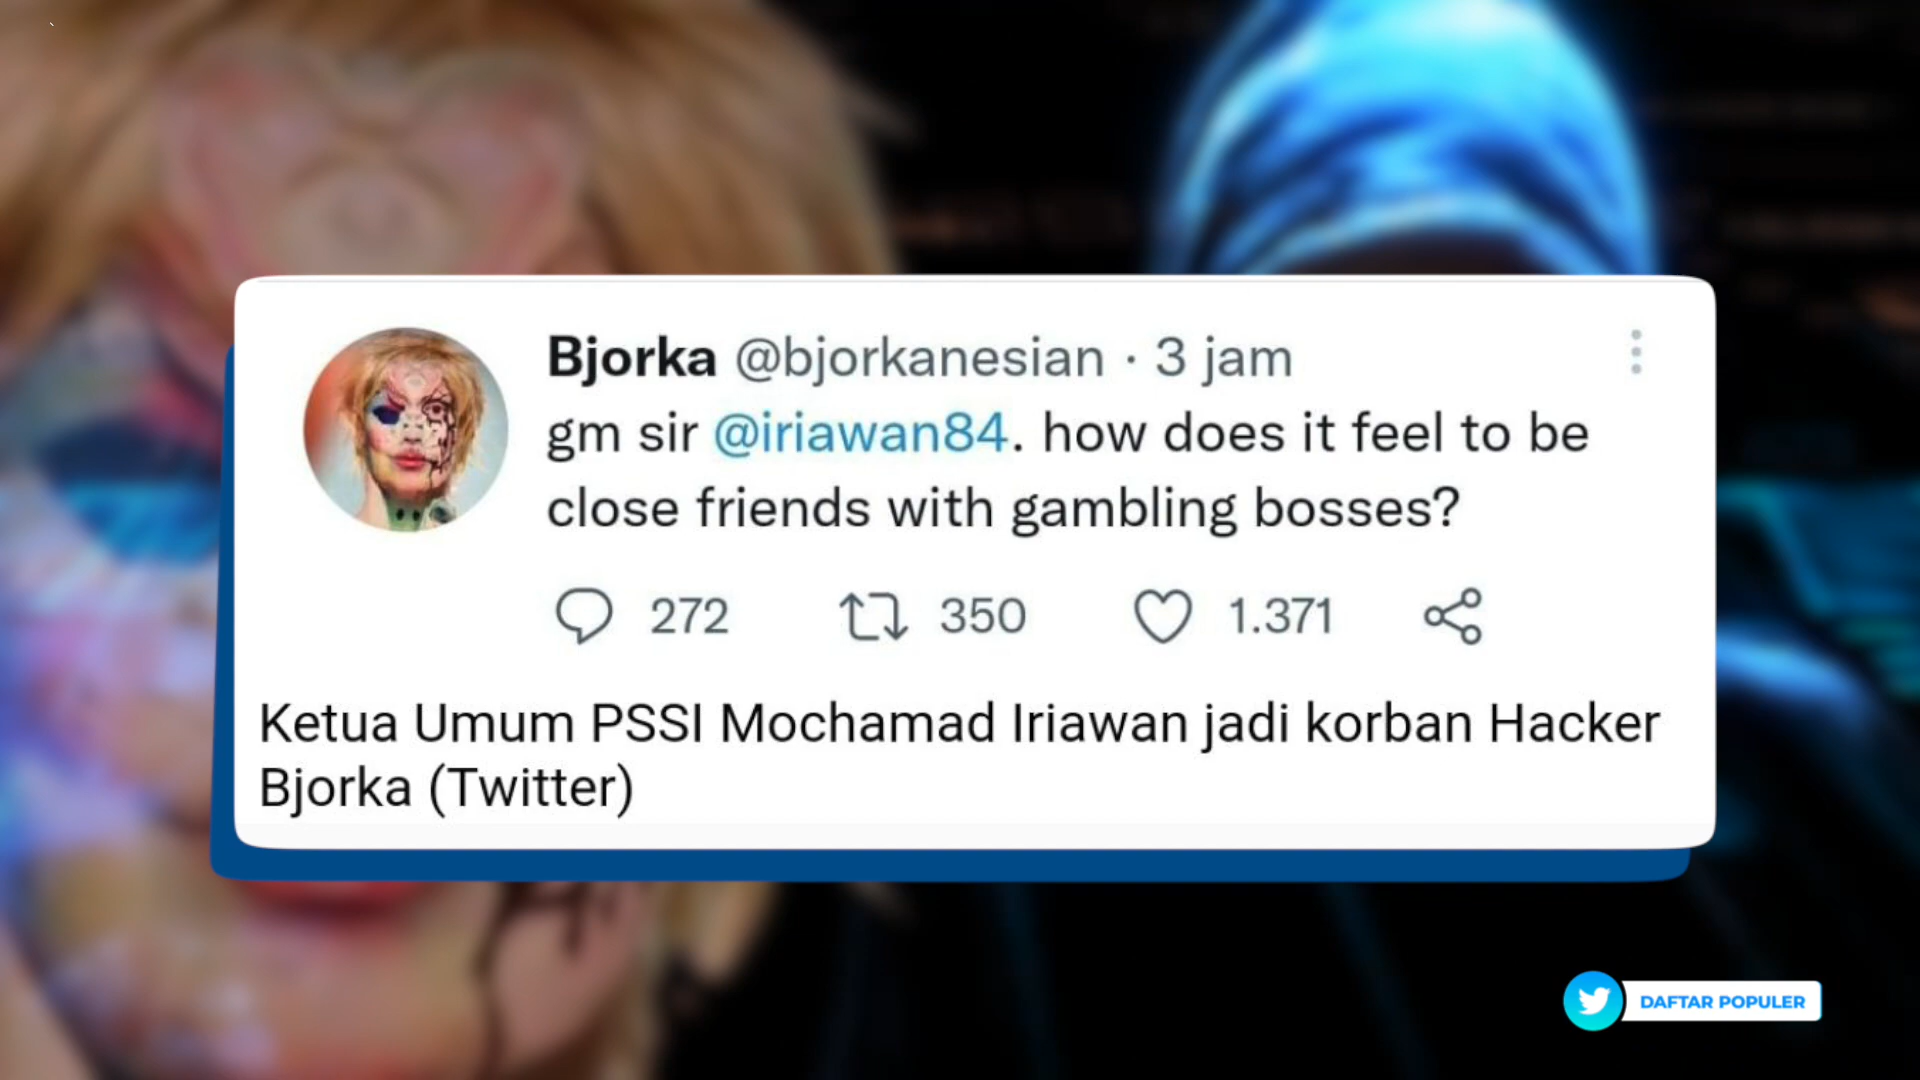 Bjorka @bjorkanesian · 3 jam
gm sir @iriawan84. how does it feel to be
close friends with gambling bosses?
272 350 1.371
Ketua Umum PSSI Mochamad Iriawan jadi korban Hacker
Bjorka (Twitter)
DAFTAR POPULER